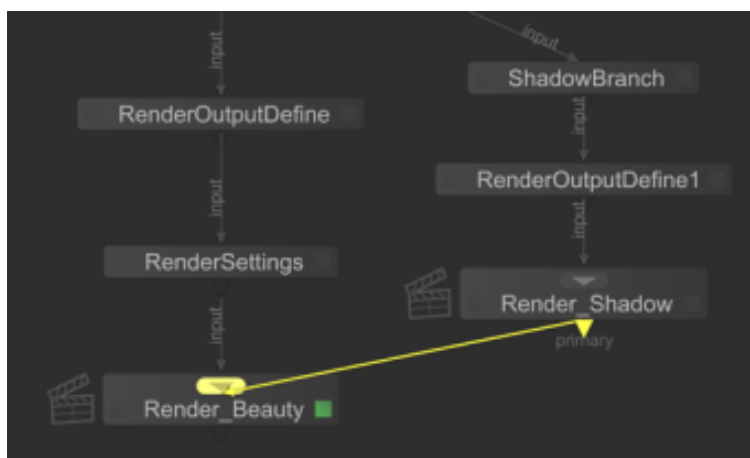 input
input
ShadowBranch
RenderOutputDefine
input
RenderOutputDefine1
input
input
RenderSettings
Render_Shadow
input
primary
Render_Beauty